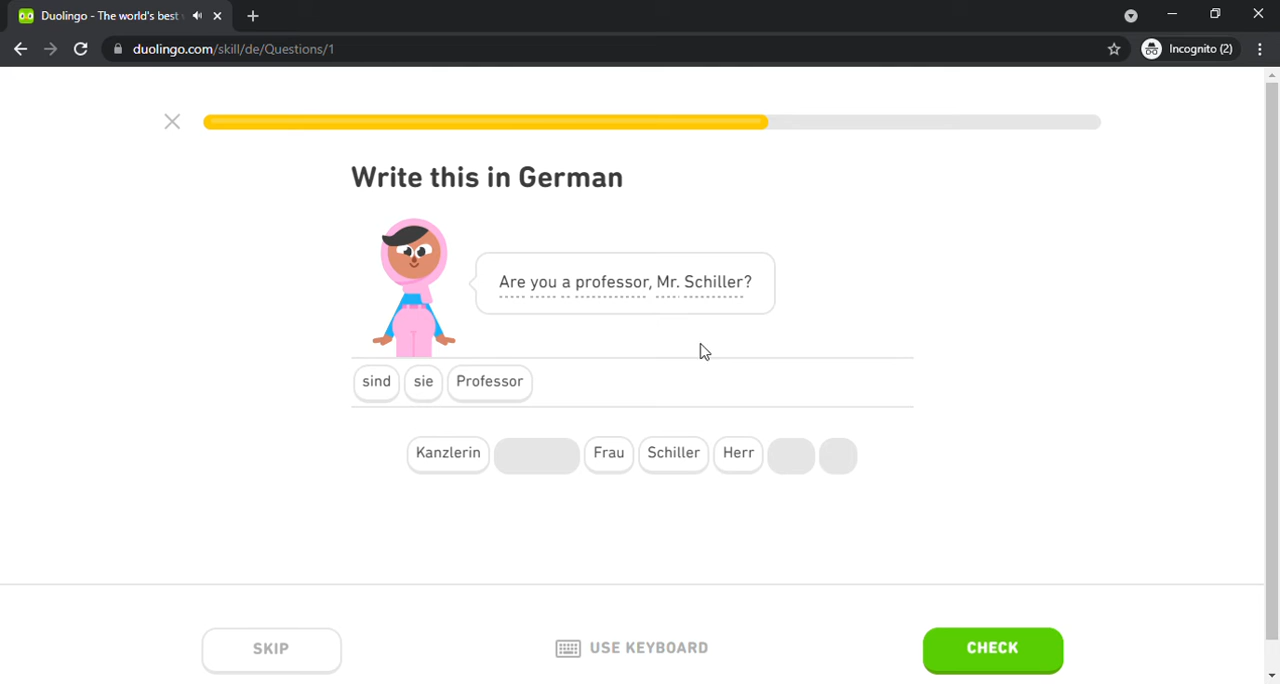 Duolingo - The world's best
duolingo.com/skill/de/Questions/1
Incognito (2)
Write this in German
Are you a professor, Mr. Schiller?
sind sie Professor
Kanzlerin Frau Schiller Herr
SKIP USE KEYBOARD CHECK